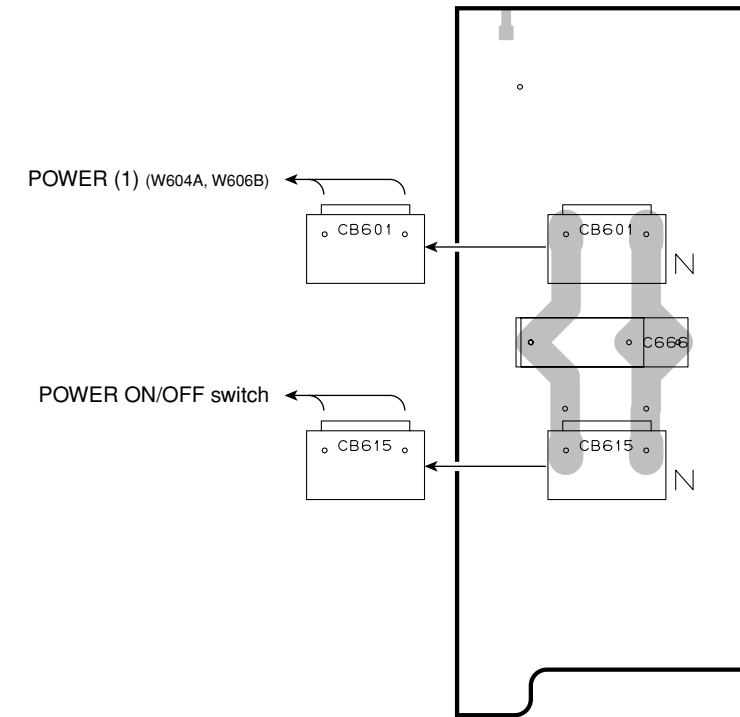 POWER (1) (W604A, W606B)
CB601
CB601
N
C666
POWER ON/OFF switch
CB615
CB615
N